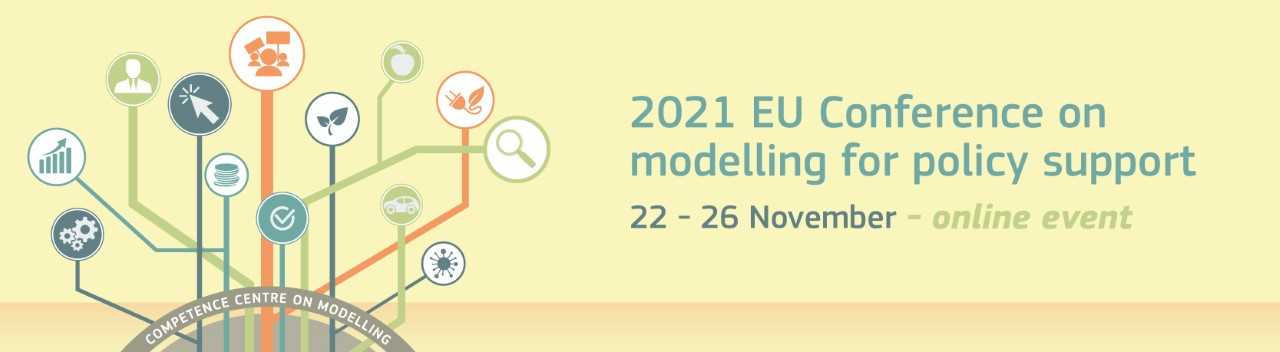 2021 EU Conference on
modelling for policy support
22 - 26 November - online event
COMPETENCE CENTRE ON MODELLING